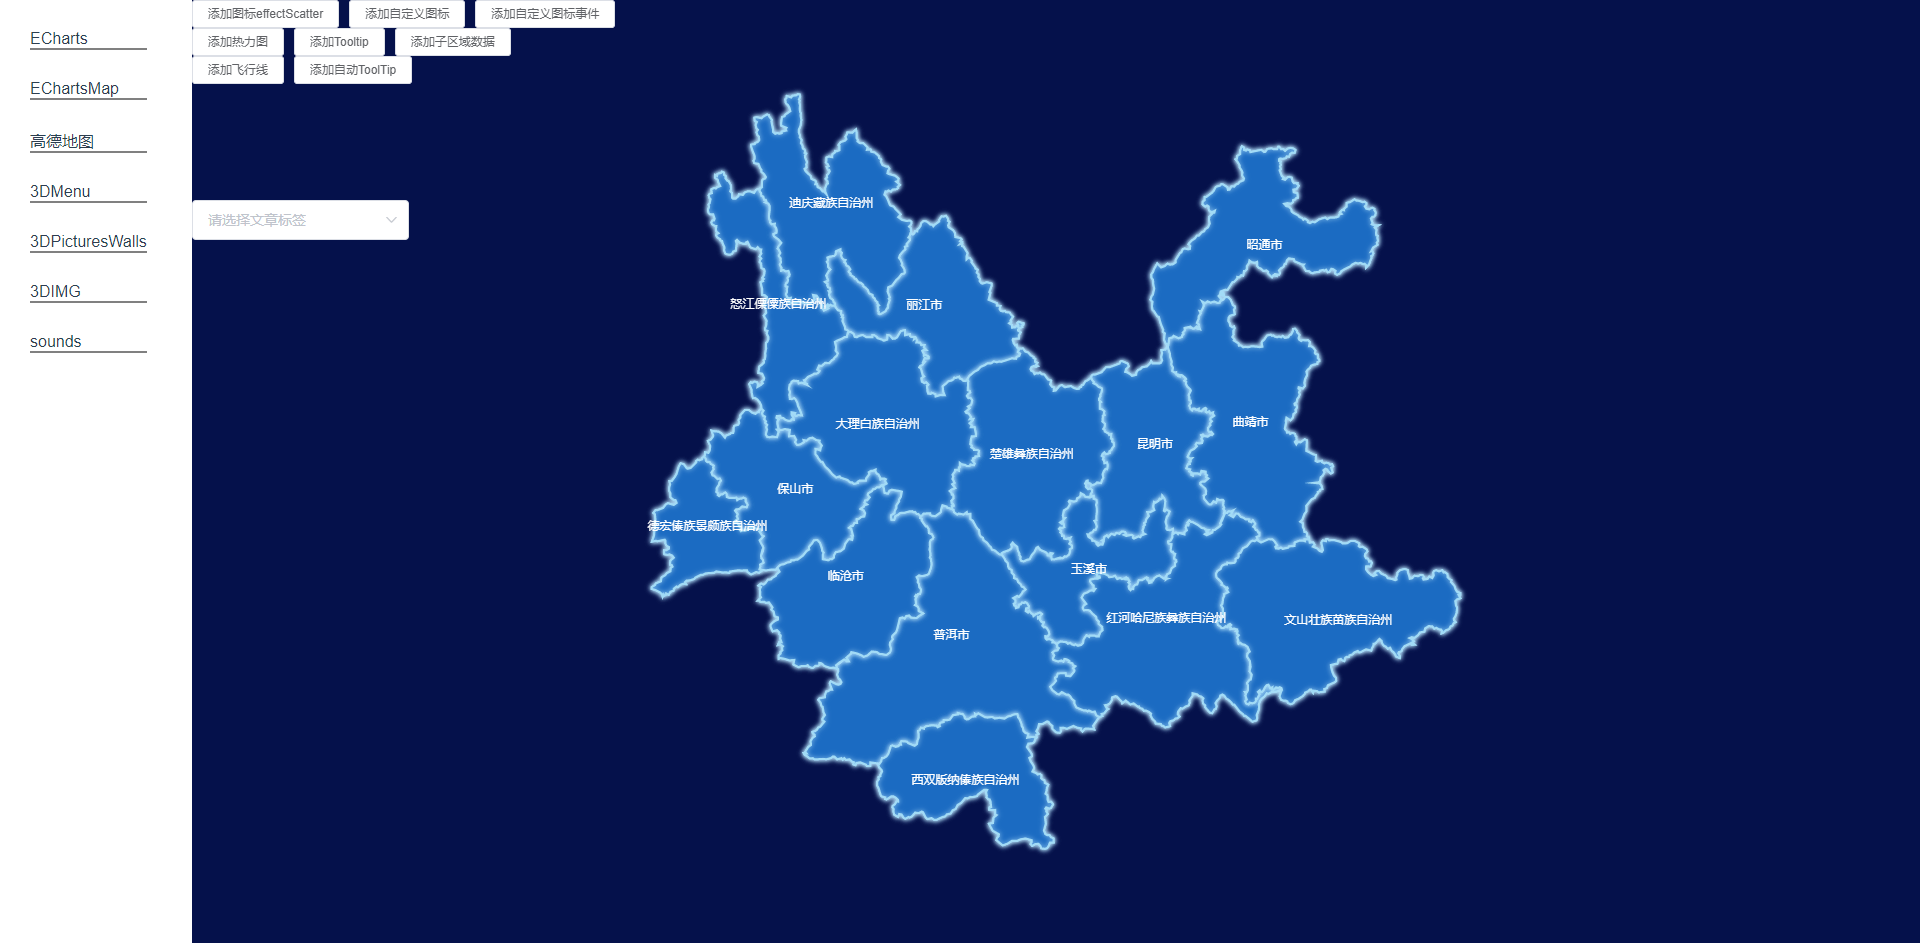 ECharts
EChartsMap
高德地图
3DMenu
3DPicturesWalls
3DIMG
sounds
添加图标effectScatter
添加自定义图标
添加自定义图标事件
添加热力图
添加Tooltip
添加子区域数据
添加飞行线
添加自动ToolTip
请选择文章标签
迪庆藏族自治州
昭通市
怒江傈僳族自治州
丽江市
大理白族自治州
曲靖市
昆明市
楚雄彝族自治州
保山市
德宏傣族景颇族自治州
玉溪市
临沧市
红河哈尼族彝族自治州
文山壮族苗族自治州
普洱市
西双版纳傣族自治州